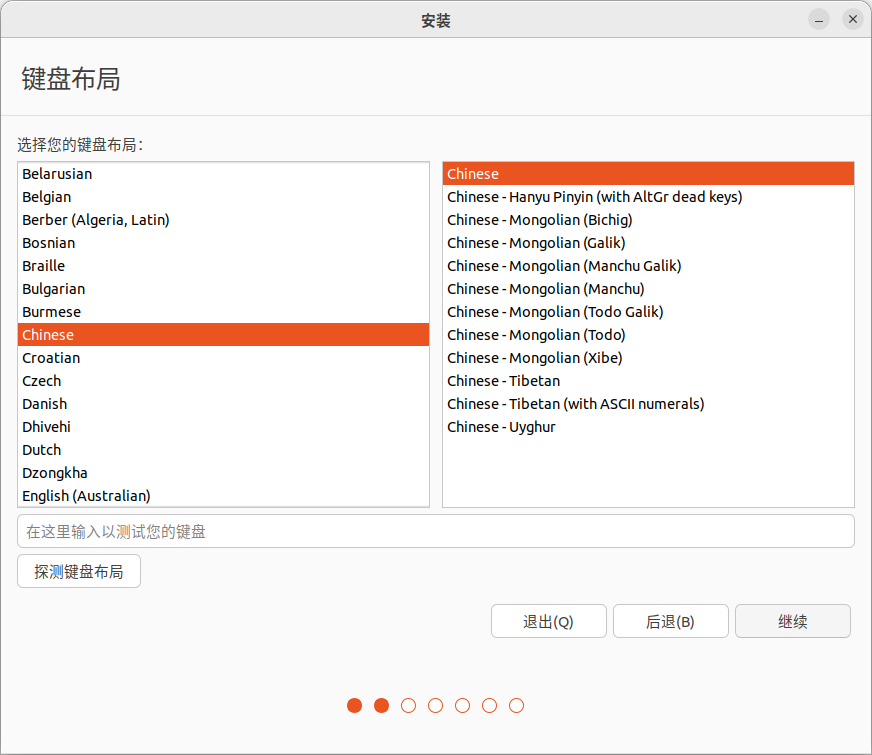 安装
键盘布局
选择您的键盘布局：
Belarusian
Belgian
Berber (Algeria, Latin)
Bosnian
Braille
Bulgarian
Burmese
Chinese
Croatian
Czech
Danish
Dhivehi
Dutch
Dzongkha
English (Australian)
Chinese
Chinese - Hanyu Pinyin (with AltGr dead keys)
Chinese - Mongolian (Bichig)
Chinese - Mongolian (Galik)
Chinese - Mongolian (Manchu Galik)
Chinese - Mongolian (Manchu)
Chinese - Mongolian (Todo Galik)
Chinese - Mongolian (Todo)
Chinese - Mongolian (Xibe)
Chinese - Tibetan
Chinese - Tibetan (with ASCII numerals)
Chinese - Uyghur
在这里输入以测试您的键盘
探测键盘布局
退出(Q)
后退(B)
继续